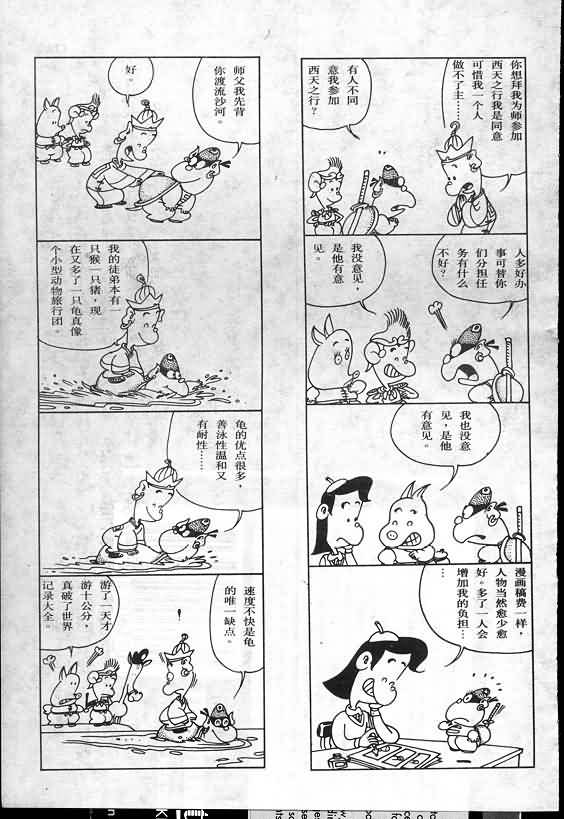 你想拜我为师参加
西天之行我是同意
可惜我一个人
做不了主……
有人不同
意我参加
西天之行?
人多好办
事可替你
们分担任
务有什么
不好?
我没意见,
是他有意
见。
我也没意
见,是他
有意见。
漫画稿费一样,
人物当然愈少愈
好。多了一人会
增加我的负担…
…
师父我先背
你渡流沙河。
好。
我的徒弟本有一
只猴一只猪,现
在又多了一只龟真像
个小型动物旅行团。
龟的优点很多,
善泳性温和又
有耐性……
速度不快是龟
的唯一缺点。
!
游了一天才
游十公分,
真破了世界
记录大全。